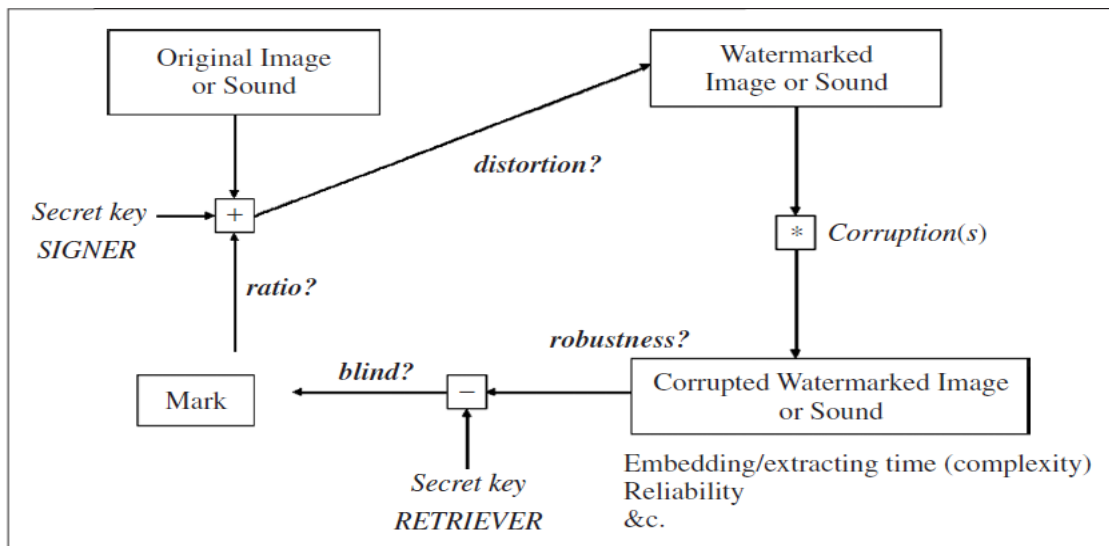 Original Image
or Sound
Watermarked
Image or Sound
distortion?
Secret key
SIGNER
+
*
Corruption(s)
ratio?
robustness?
blind?
Mark
−
Corrupted Watermarked Image
or Sound
Secret key
RETRIEVER
Embedding/extracting time (complexity)
Reliability
&c.